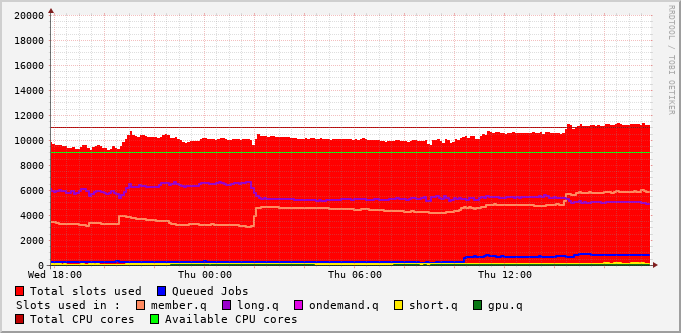 RRDTOOL / TOBI OETIKER
20000
18000
16000
14000
12000
10000
8000
6000
4000
2000
0
Wed 18:00 Thu 00:00 Thu 06:00 Thu 12:00
Total slots used Queued Jobs
Slots used in : member.q long.q ondemand.q short.q gpu.q
Total CPU cores Available CPU cores